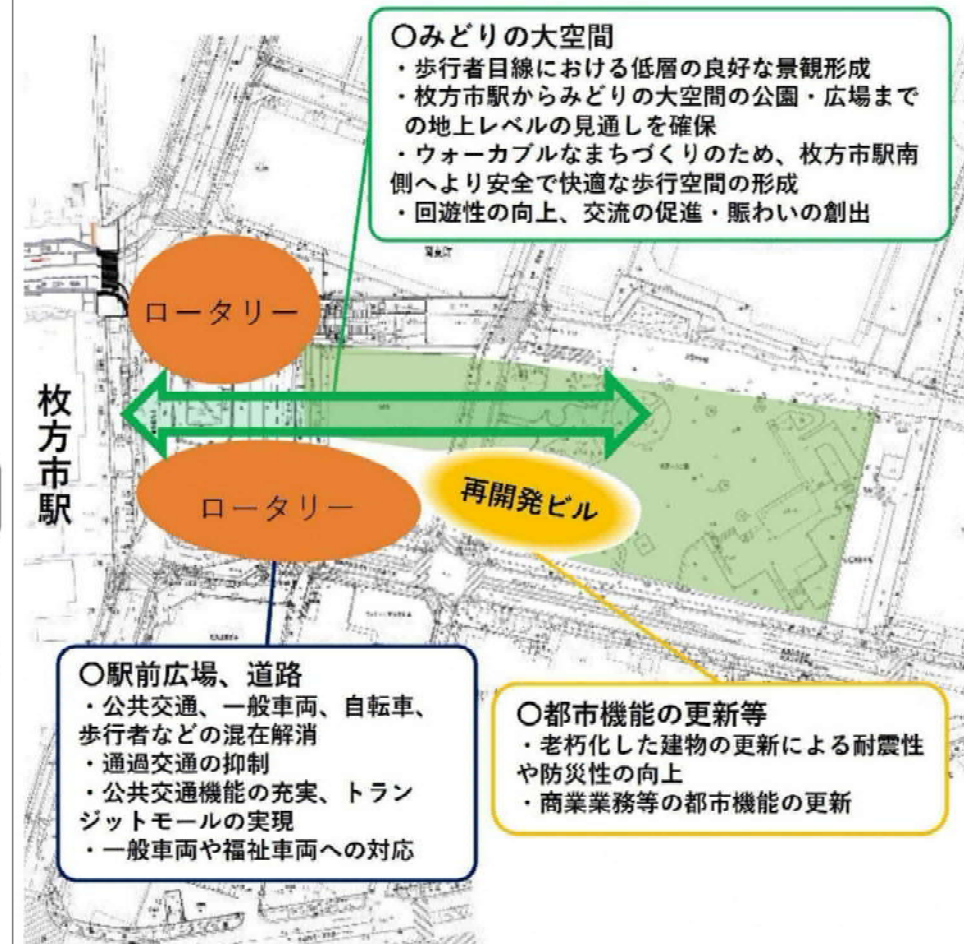 〇みどりの大空間
・歩行者目線における低層の良好な景観形成
・枚方市駅からみどりの大空間の公園・広場まで
の地上レベルの見通しを確保
・ウォーカブルなまちづくりのため、枚方市駅南
側へより安全で快適な歩行空間の形成
・回遊性の向上、交流の促進・賑わいの創出
ロータリー
枚方市駅
ロータリー
再開発ビル
〇駅前広場、道路
・公共交通、一般車両、自転車、
歩行者などの混在解消
・通過交通の抑制
・公共交通機能の充実、トラン
ジットモールの実現
・一般車両や福祉車両への対応
〇都市機能の更新等
・老朽化した建物の更新による耐震性
や防災性の向上
・商業業務等の都市機能の更新